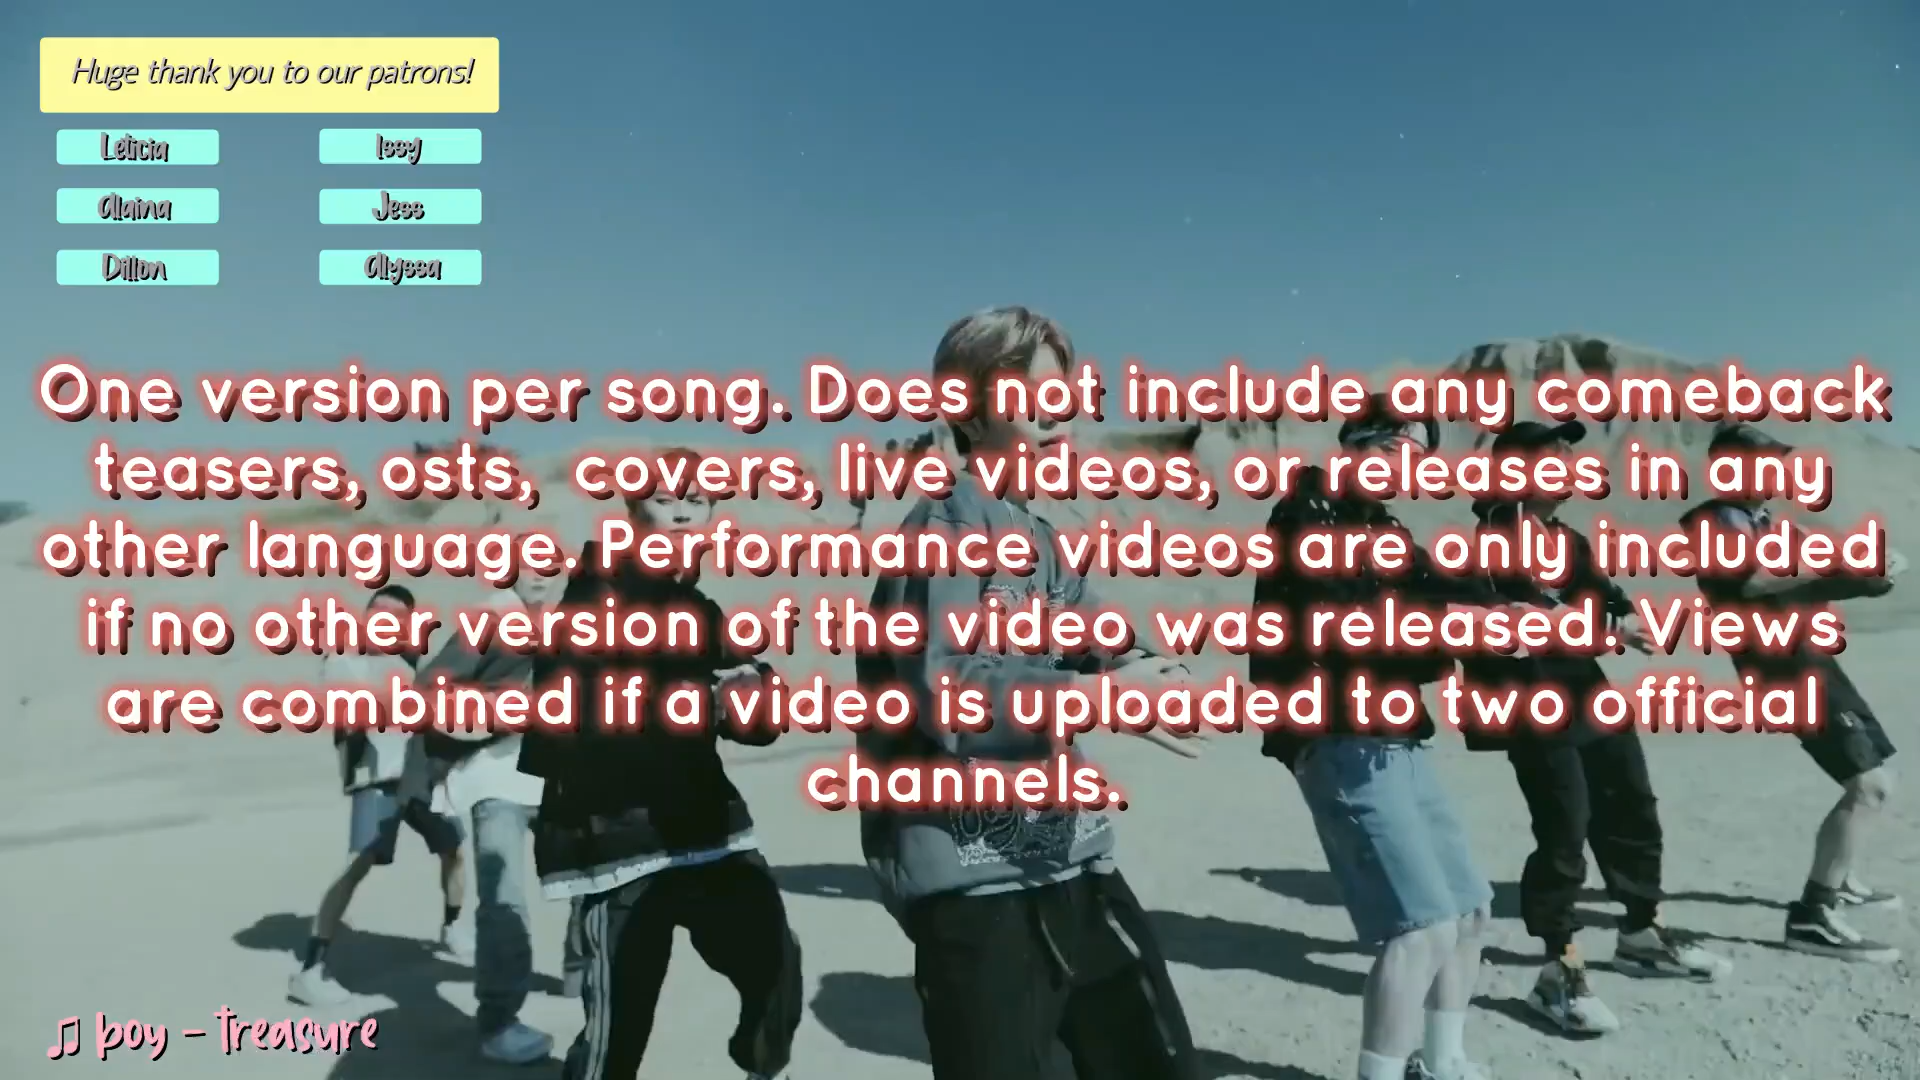 Huge thank you to our patrons!
Leticia
Issy
Alaina
Jess
Dillon
Alyssa
One version per song. Does not include any comeback
teasers, osts, covers, live videos, or releases in any
other language. Performance videos are only included
if no other version of the video was released. Views
are combined if a video is uploaded to two official
channels.
♫ boy - treasure